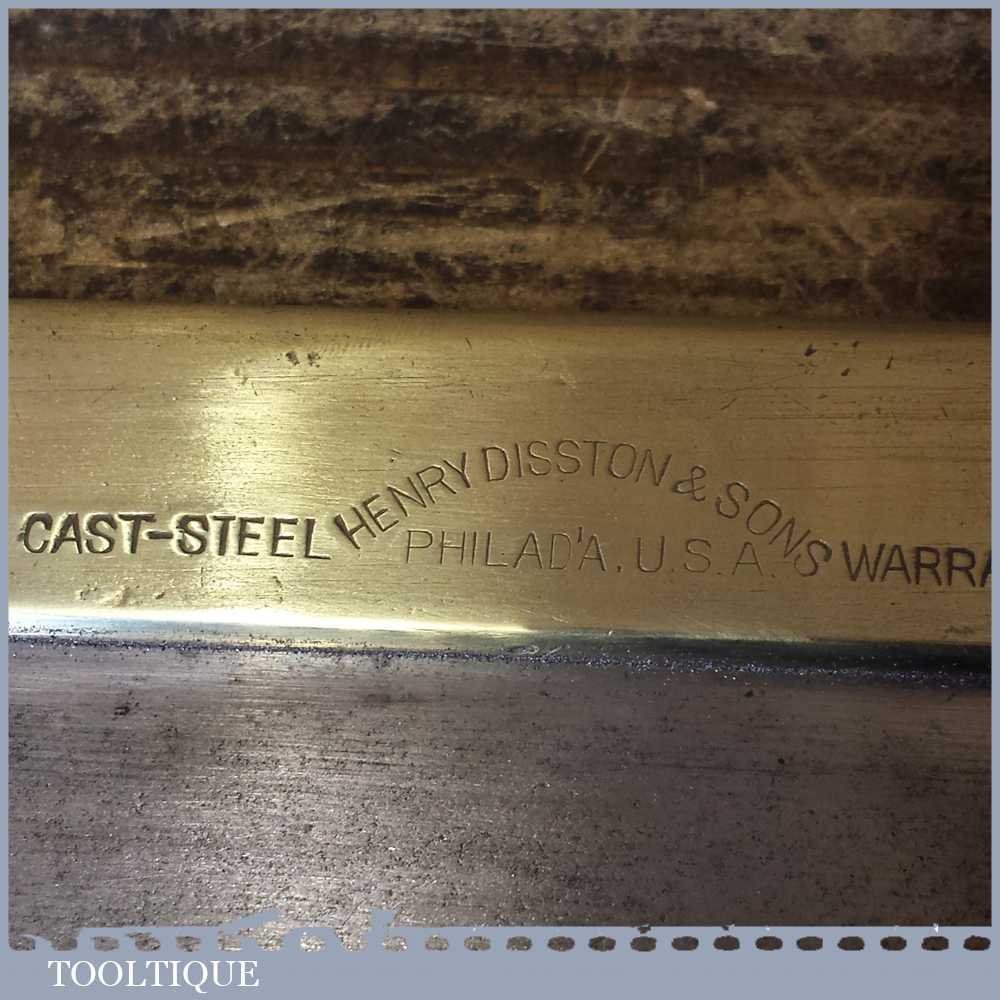 CAST-STEEL HENRY DISSTON & SONS WARRA
PHILAD'A. U.S.A.
TOOLTIQUE